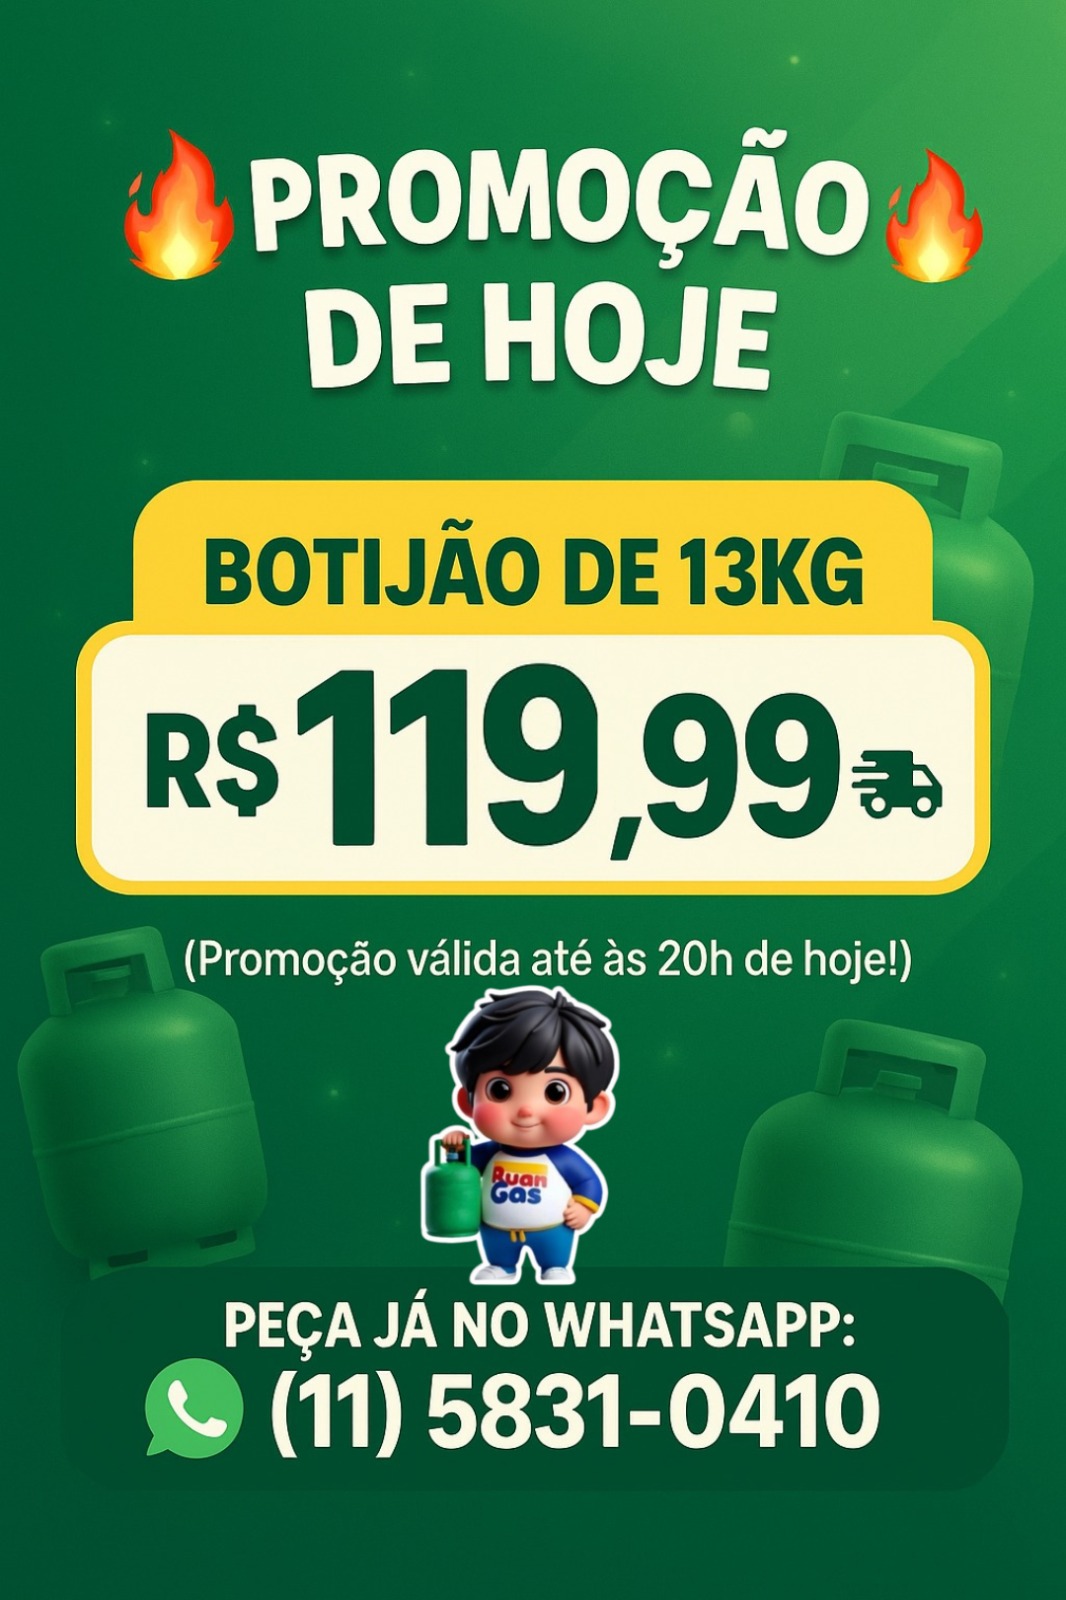 PROMOÇÃO
DE HOJE
BOTIJÃO DE 13KG
R$119,99
(Promoção válida até às 20h de hoje!)
Ruan
Gas
PEÇA JÁ NO WHATSAPP:
(11) 5831-0410